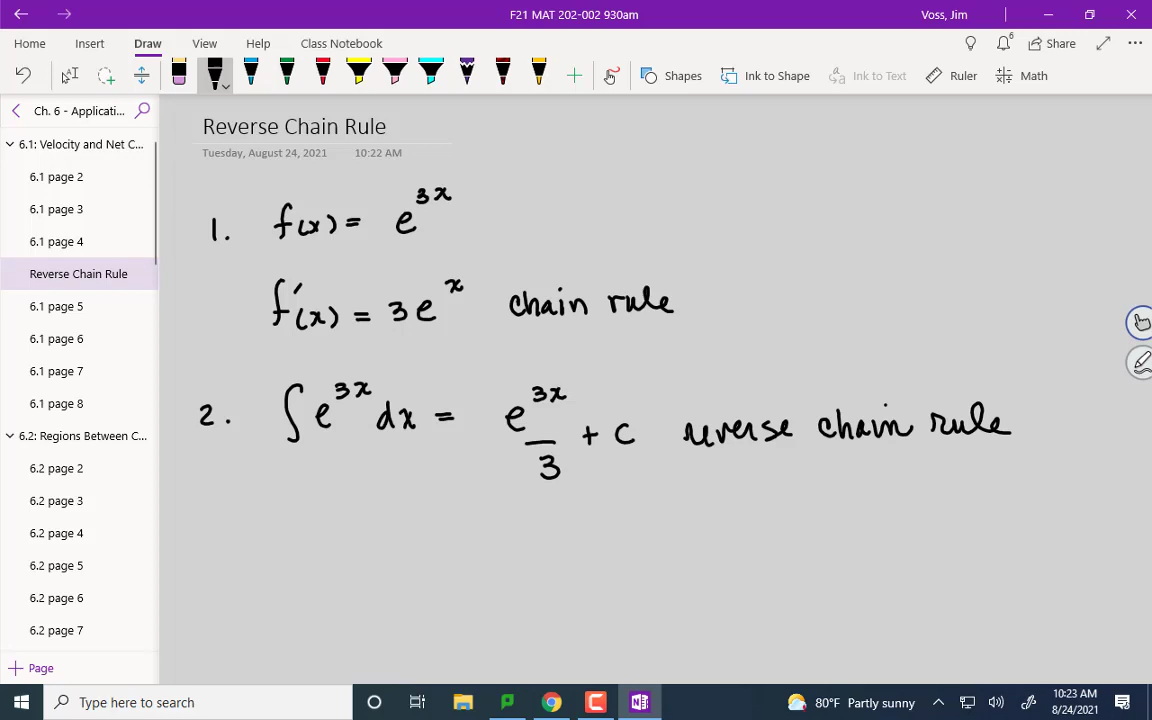 F21 MAT 202-002 930am
Voss, Jim
Home Insert Draw View Help Class Notebook
6
Share
Shapes Ink to Shape Ink to Text Ruler Math
Ch. 6 - Applicati...
6.1: Velocity and Net C...
6.1 page 2
6.1 page 3
6.1 page 4
Reverse Chain Rule
6.1 page 5
6.1 page 6
6.1 page 7
6.1 page 8
6.2: Regions Between C...
6.2 page 2
6.2 page 3
6.2 page 4
6.2 page 5
6.2 page 6
6.2 page 7
Page
Reverse Chain Rule
Tuesday, August 24, 2021 10:22 AM
1. f(x) = e^{3x}
f'(x) = 3e^{x} chain rule
2. ∫ e^{3x} dx = e^{3x}/3 + c reverse chain rule
Type here to search
80°F Partly sunny
10:23 AM
8/24/2021